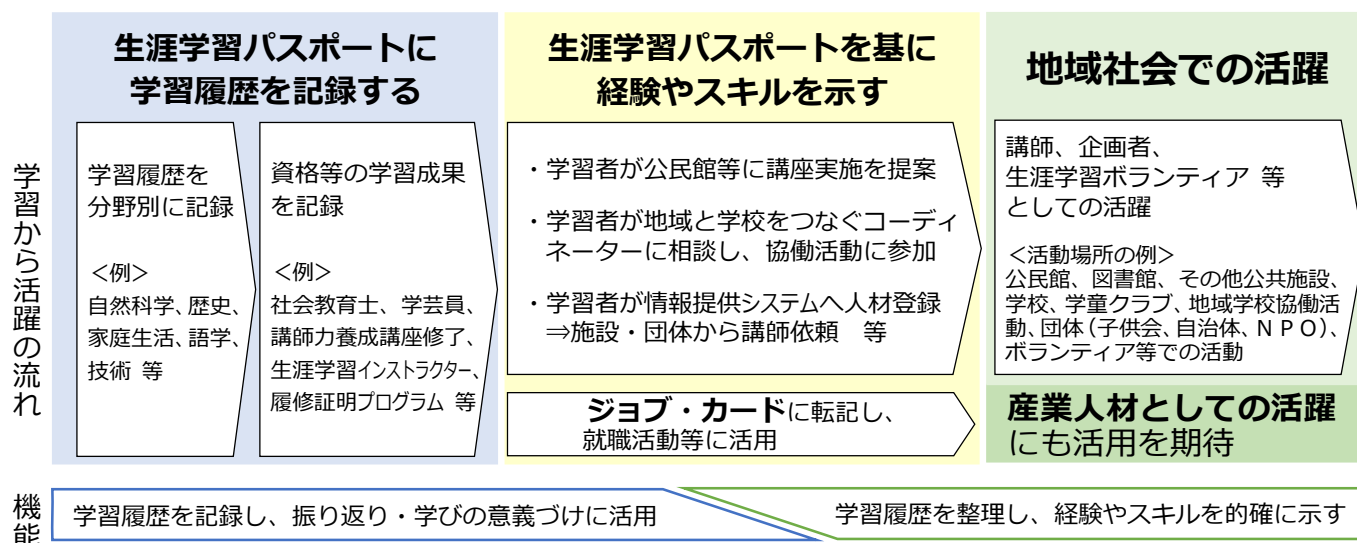 学習から活躍の流れ
生涯学習パスポートに
学習履歴を記録する
学習履歴を
分野別に記録
＜例＞
自然科学、歴史、
家庭生活、語学、
技術 等
資格等の学習成果
を記録
＜例＞
社会教育士、学芸員、
講師力養成講座修了、
生涯学習インストラクター、
履修証明プログラム 等
生涯学習パスポートを基に
経験やスキルを示す
・学習者が公民館等に講座実施を提案
・学習者が地域と学校をつなぐコーディ
ネーターに相談し、協働活動に参加
・学習者が情報提供システムへ人材登録
⇒施設・団体から講師依頼　等
ジョブ・カードに転記し、
就職活動等に活用
地域社会での活躍
講師、企画者、
生涯学習ボランティア 等
としての活躍
＜活動場所の例＞
公民館、図書館、その他公共施設、
学校、学童クラブ、地域学校協働活
動、団体（子供会、自治体、ＮＰＯ）、
ボランティア等での活動
産業人材としての活躍
にも活用を期待
機能
学習履歴を記録し、振り返り・学びの意義づけに活用
学習履歴を整理し、経験やスキルを的確に示す